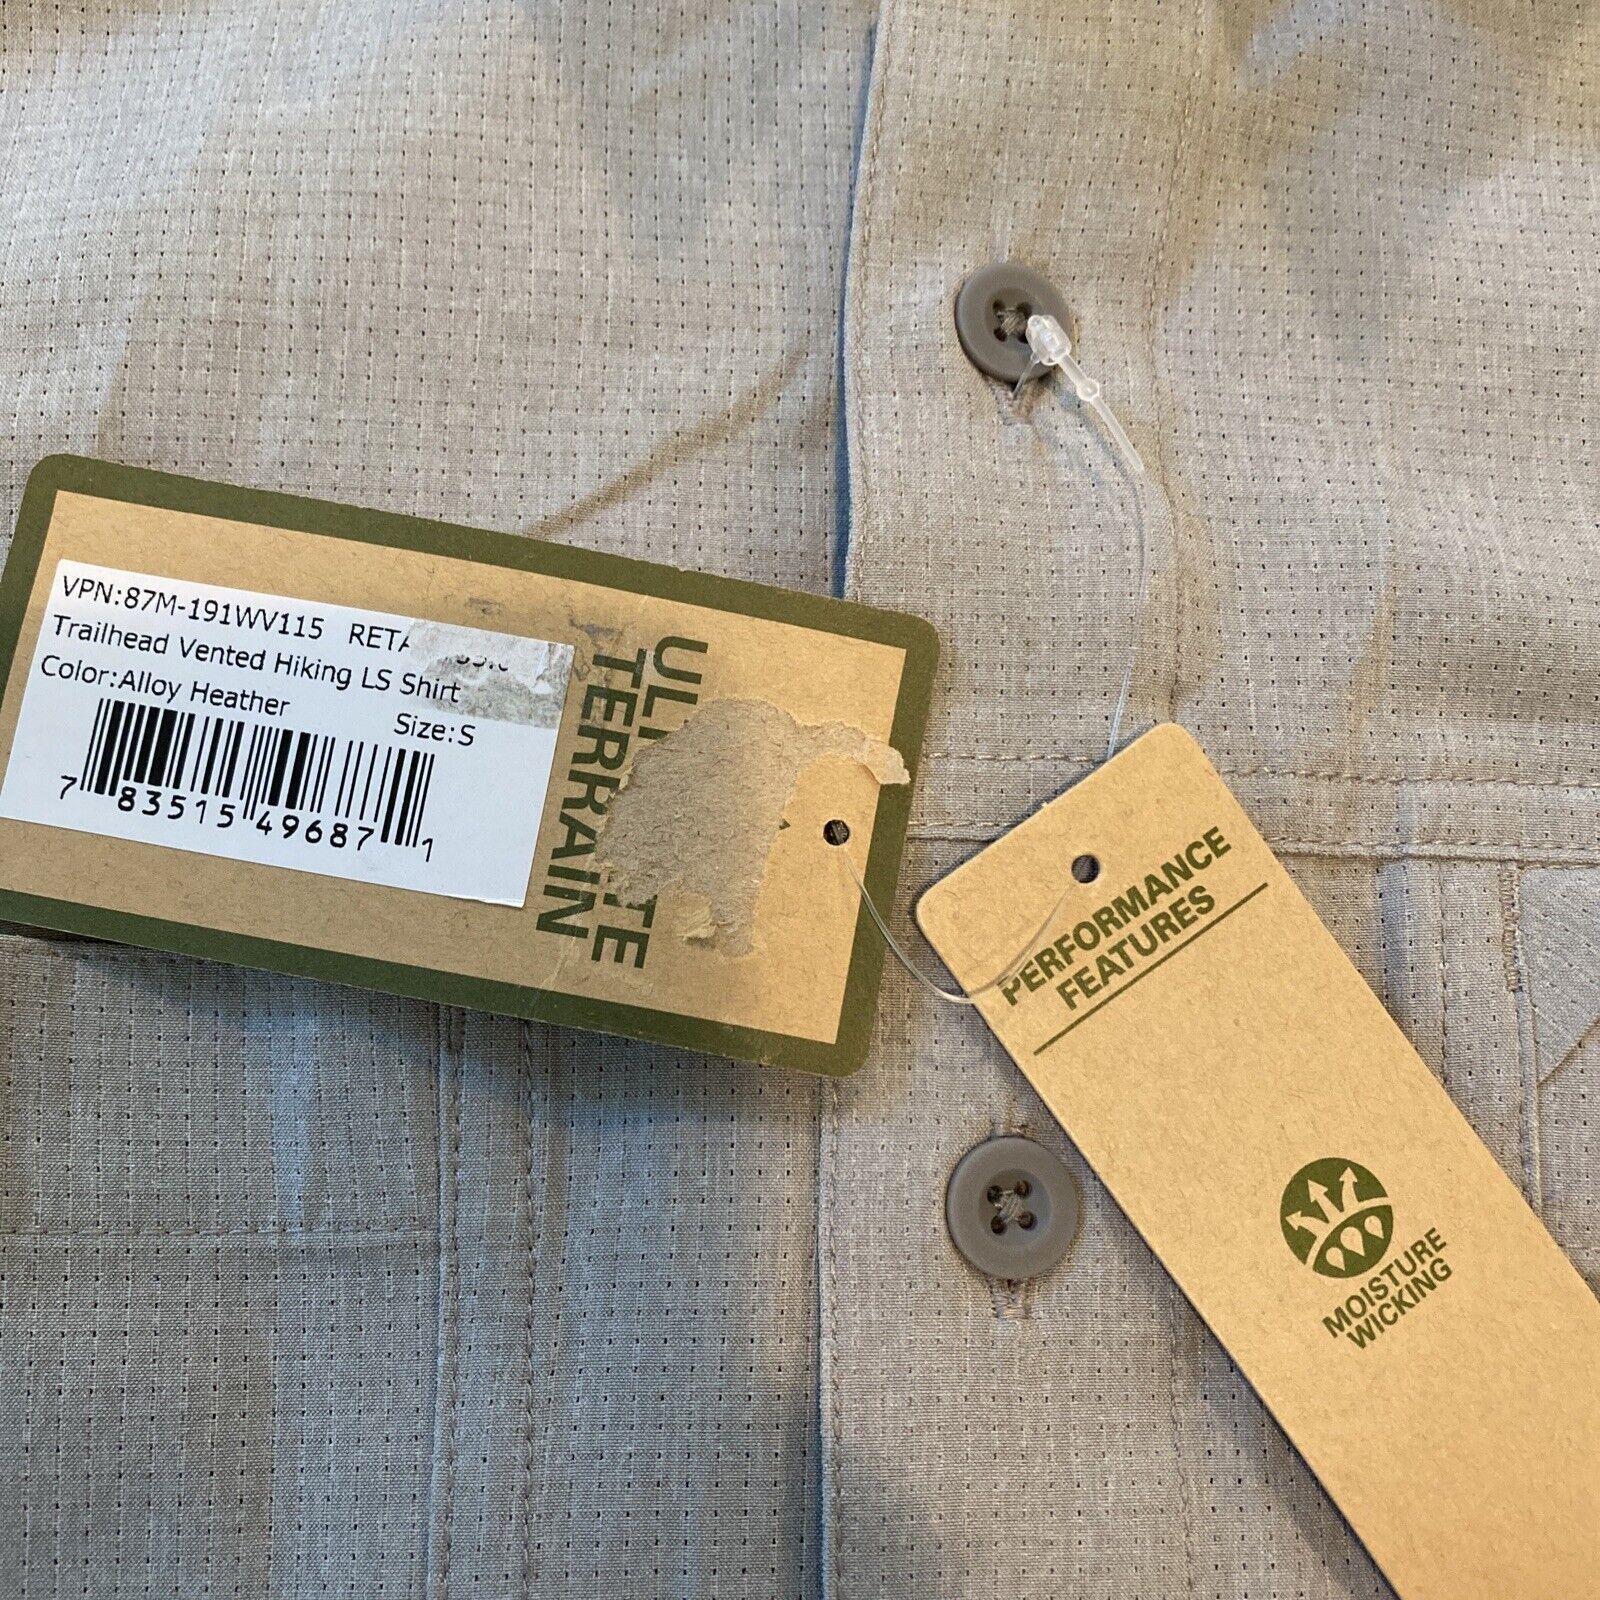 VPN:87M-191WV115
Trailhead Vented Hiking LS Shirt
Color:Alloy Heather
Size:S
7 83515 49687 1
TERRAIN
PERFORMANCE
FEATURES
MOISTURE
WICKING